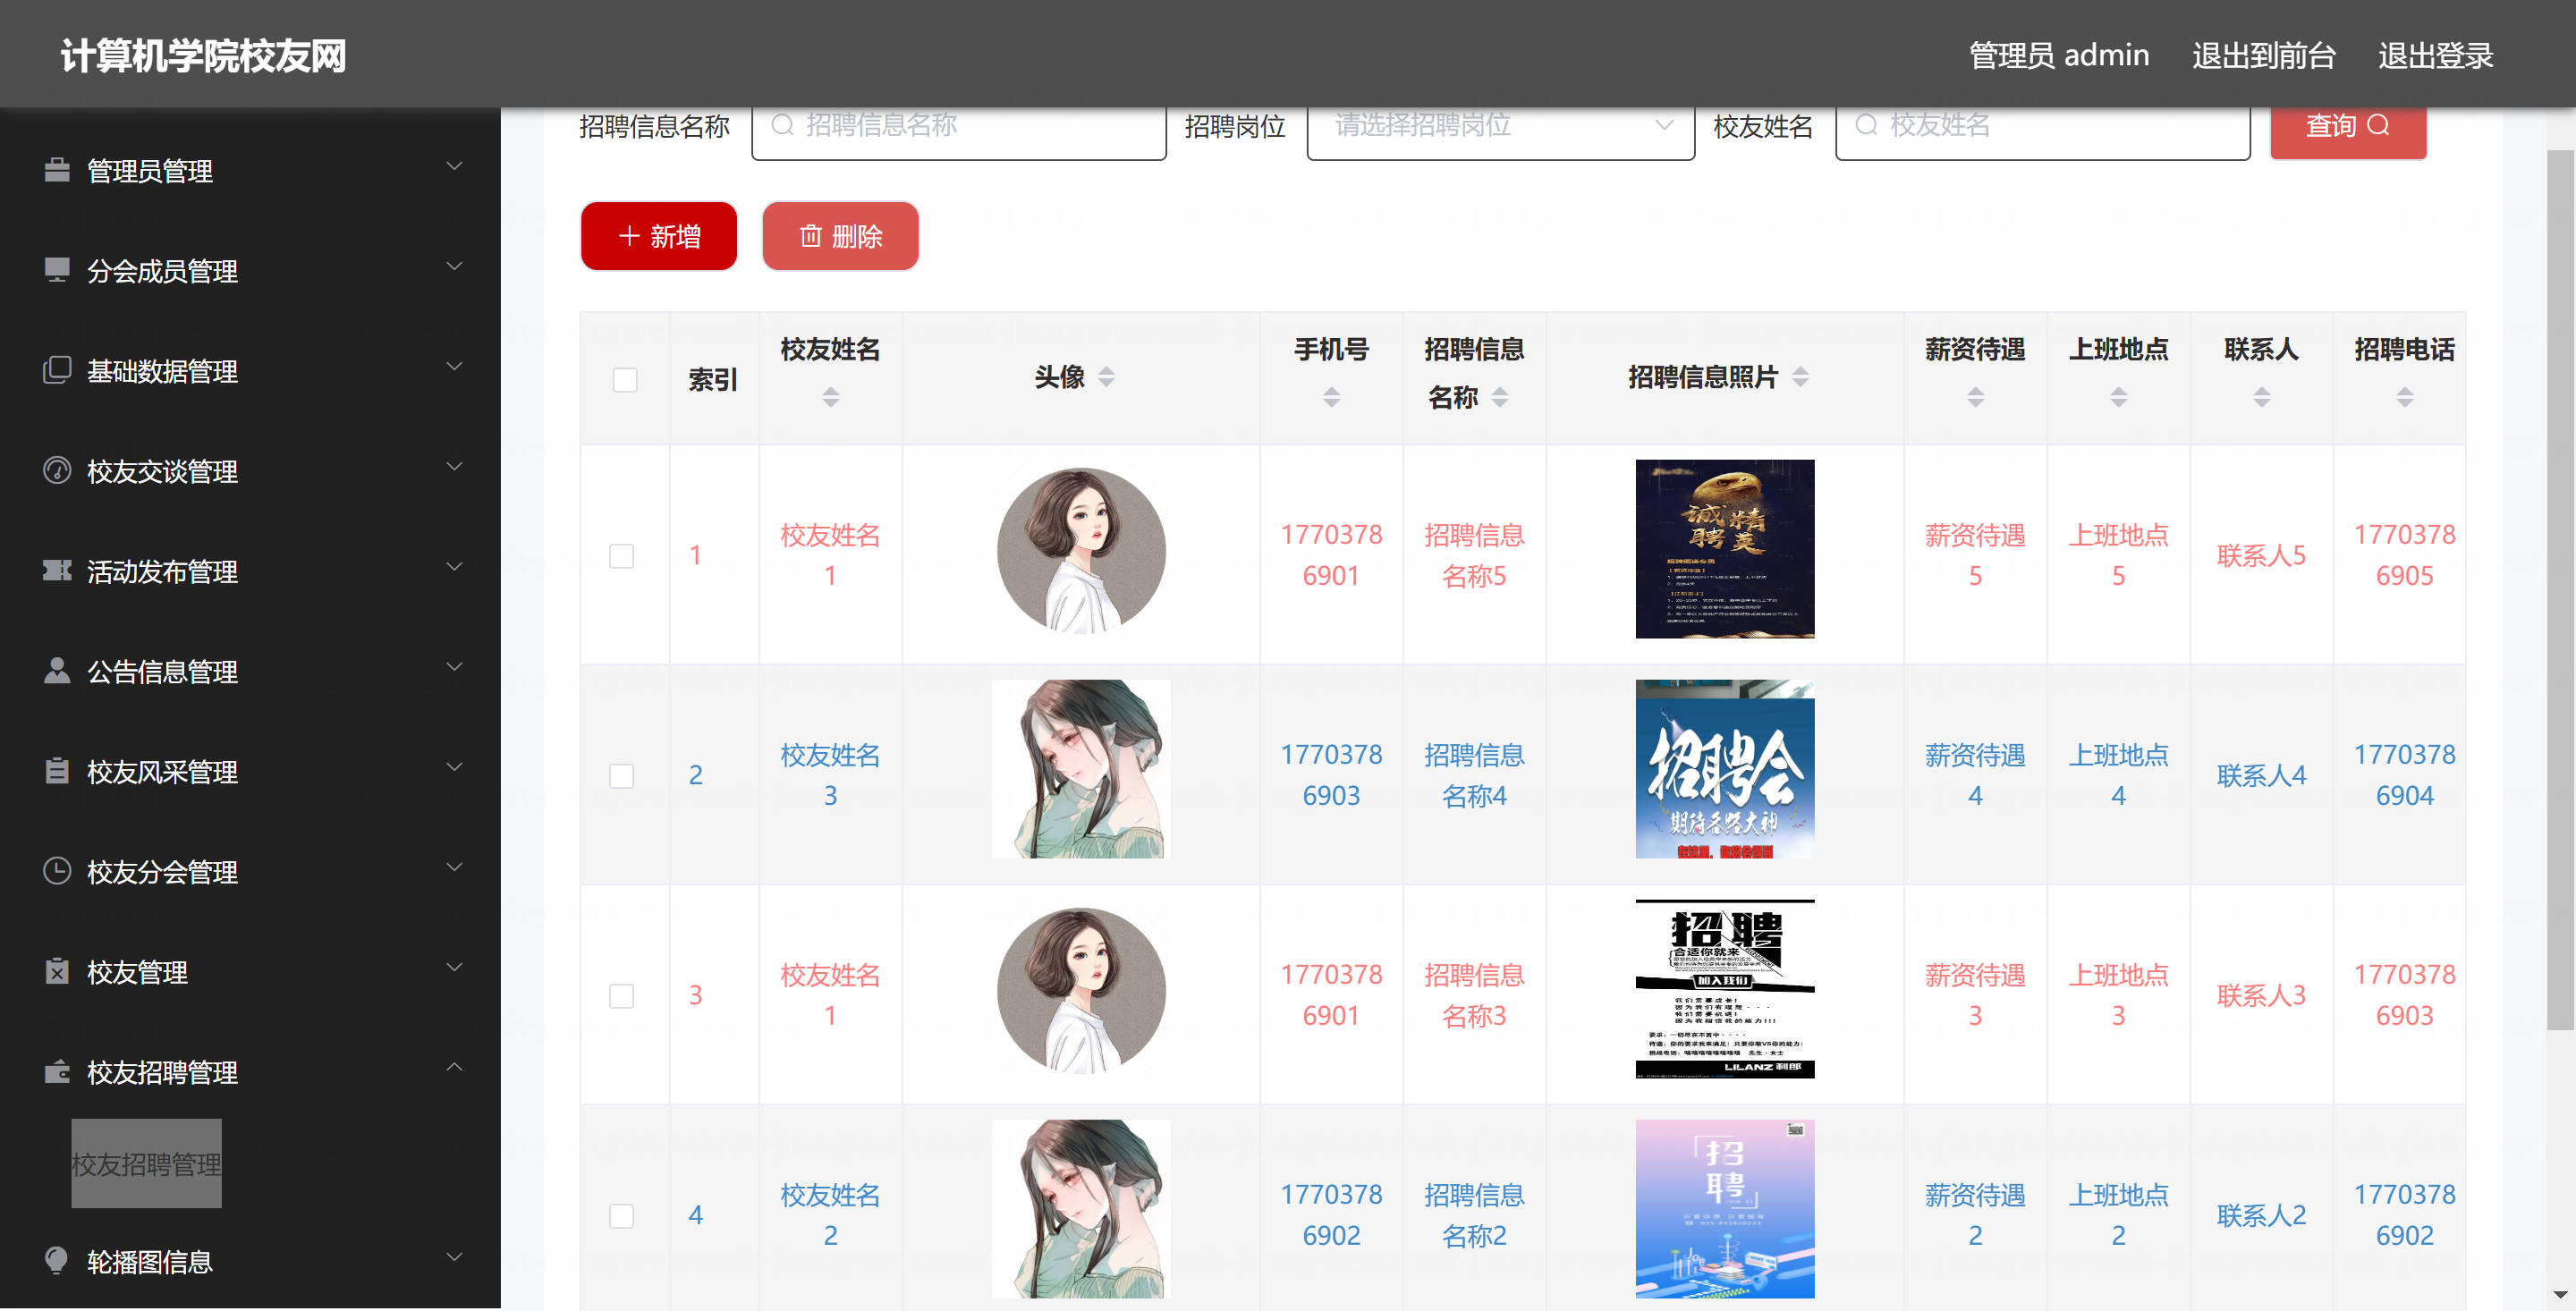 计算机学院校友网
管理员 admin 退出到前台 退出登录
招聘信息名称 招聘信息名称 招聘岗位 请选择招聘岗位 校友姓名 校友姓名 查询
新增 删除
管理员管理
分会成员管理
基础数据管理
校友交谈管理
活动发布管理
公告信息管理
校友风采管理
校友分会管理
校友管理
校友招聘管理
校友招聘管理
轮播图信息
索引 校友姓名 头像 手机号 招聘信息名称 招聘信息照片 薪资待遇 上班地点 联系人 招聘电话
1 校友姓名1 17703786901 招聘信息名称5 薪资待遇5 上班地点5 联系人5 17703786905
诚聘
精英
2 校友姓名3 17703786903 招聘信息名称4 薪资待遇4 上班地点4 联系人4 17703786904
招聘会
期待各路大神
3 校友姓名1 17703786901 招聘信息名称3 薪资待遇3 上班地点3 联系人3 17703786903
招聘
合适你就来
加入我们
我们需要成长!
LILANZ 利郎
4 校友姓名2 17703786902 招聘信息名称2 薪资待遇2 上班地点2 联系人2 17703786902
招
聘